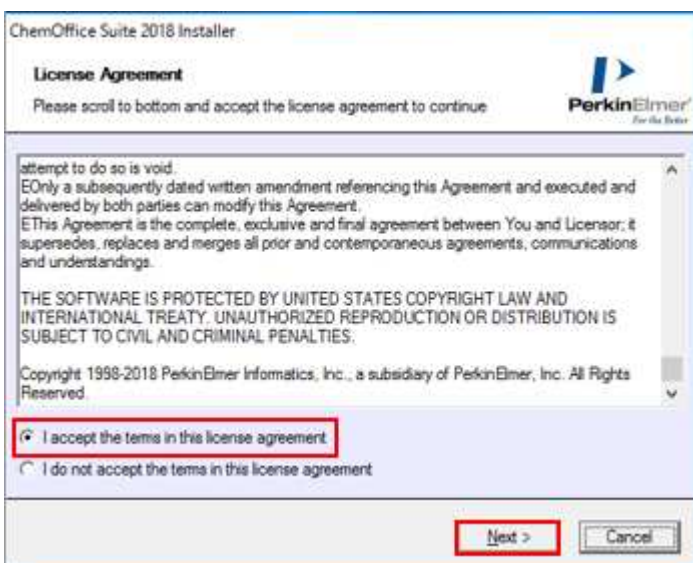 ChemOffice Suite 2018 Installer
License Agreement
Please scroll to bottom and accept the license agreement to continue
PerkinElmer
For the Better
attempt to do so is void.
EOnly a subsequently dated written amendment referencing this Agreement and executed and
delivered by both parties can modify this Agreement.
EThis Agreement is the complete, exclusive and final agreement between You and Licensor; it
supersedes, replaces and merges all prior and contemporaneous agreements, communications
and understandings.
THE SOFTWARE IS PROTECTED BY UNITED STATES COPYRIGHT LAW AND
INTERNATIONAL TREATY. UNAUTHORIZED REPRODUCTION OR DISTRIBUTION IS
SUBJECT TO CIVIL AND CRIMINAL PENALTIES.
Copyright 1998-2018 PerkinElmer Informatics, Inc., a subsidiary of PerkinElmer, Inc. All Rights
Reserved.
I accept the terms in this license agreement
I do not accept the terms in this license agreement
Next >
Cancel